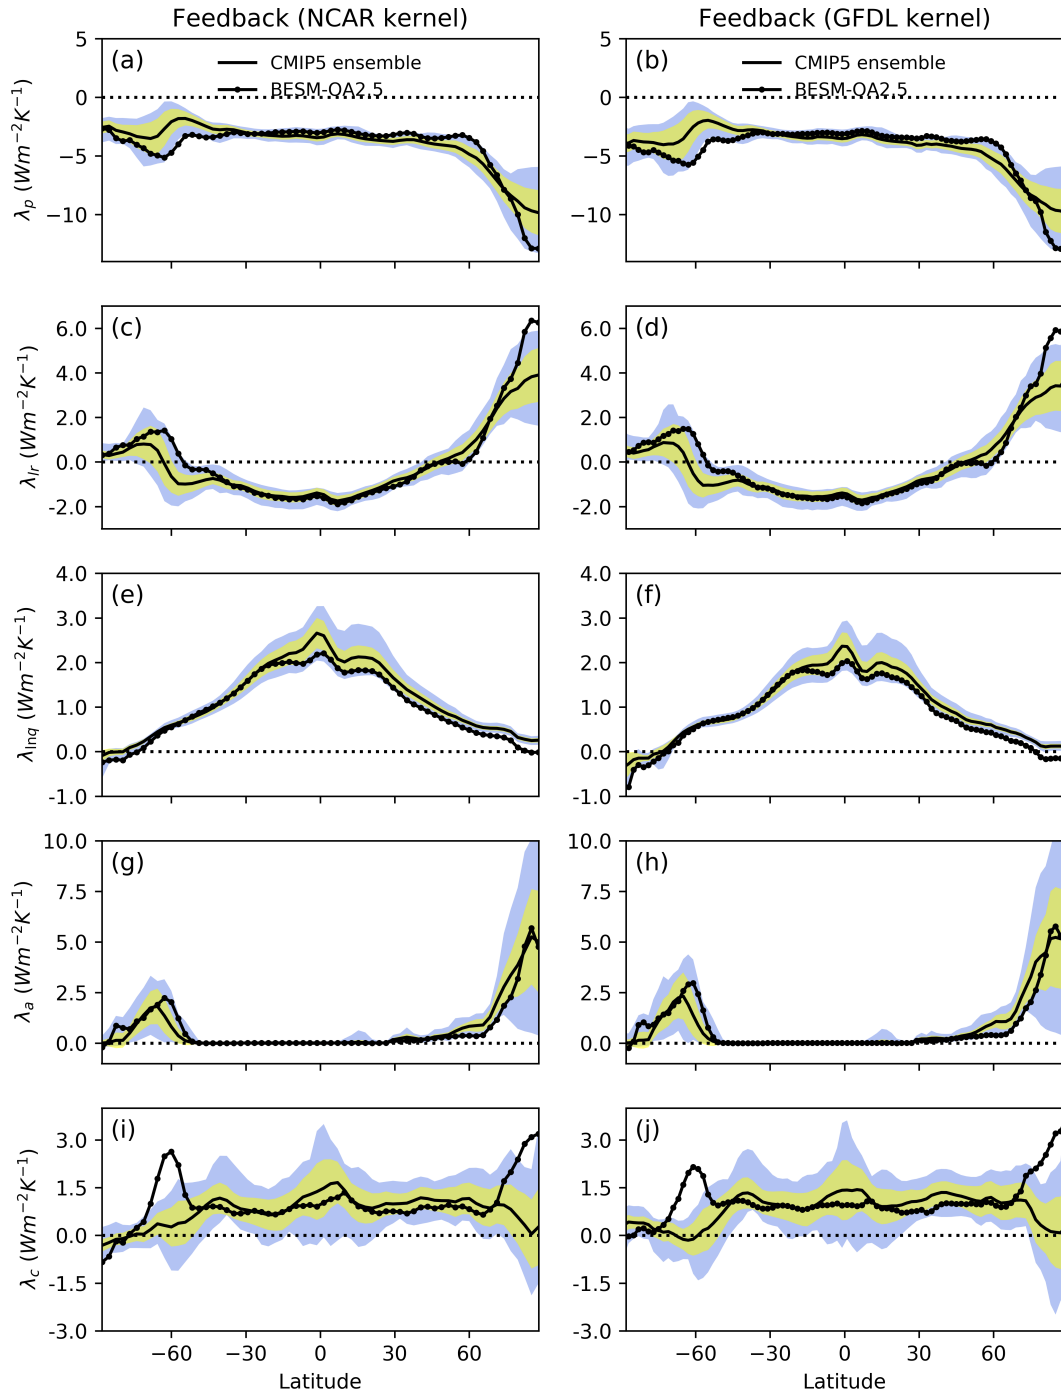 Feedback (NCAR kernel)
Feedback (GFDL kernel)
(a)
CMIP5 ensemble
BESM-OA2.5
5
0
−5
−10
λp (Wm−2K−1)
(b)
CMIP5 ensemble
BESM-OA2.5
5
0
−5
−10
(c)
6.0
4.0
2.0
0.0
-2.0
λlr (Wm−2K−1)
(d)
6.0
4.0
2.0
0.0
-2.0
(e)
4.0
3.0
2.0
1.0
0.0
-1.0
λlnq (Wm−2K−1)
(f)
4.0
3.0
2.0
1.0
0.0
-1.0
(g)
10.0
7.5
5.0
2.5
0.0
λa (Wm−2K−1)
(h)
10.0
7.5
5.0
2.5
0.0
(i)
3.0
1.5
0.0
-1.5
-3.0
λc (Wm−2K−1)
−60 −30 0 30 60
Latitude
(j)
3.0
1.5
0.0
-1.5
-3.0
−60 −30 0 30 60
Latitude